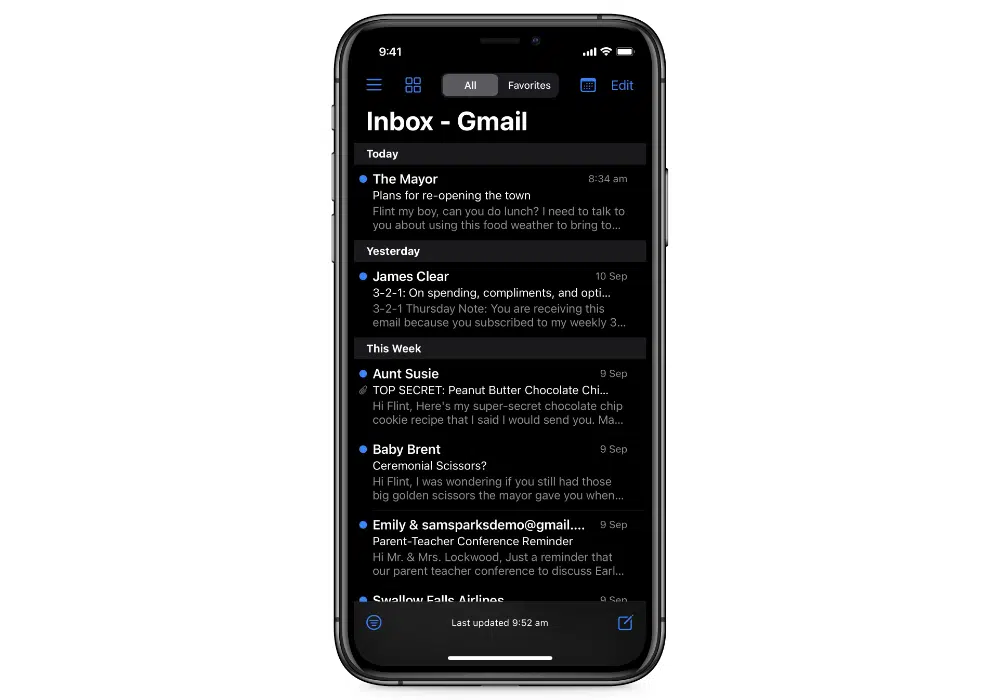 9:41
All Favorites Edit
Inbox - Gmail
Today
The Mayor 8:34 am
Plans for re-opening the town
Flint my boy, can you do lunch? I need to talk to
you about using this food weather to bring to...
Yesterday
James Clear 10 Sep
3-2-1: On spending, compliments, and opti...
3-2-1 Thursday Note: You are receiving this
email because you subscribed to my weekly 3...
This Week
Aunt Susie 9 Sep
TOP SECRET: Peanut Butter Chocolate Chi...
Hi Flint, Here's my super-secret chocolate chip
cookie recipe that I said I would send you. Ma...
Baby Brent 9 Sep
Ceremonial Scissors?
Hi Flint, I was wondering if you still had those
big golden scissors the mayor gave you when...
Emily & samsparksdemo@gmail.... 9 Sep
Parent-Teacher Conference Reminder
Hi Mr. & Mrs. Lockwood, Just a reminder that
our parent teacher conference to discuss Earl...
Swallow Falls Airlines 9 Sep
Last updated 9:52 am